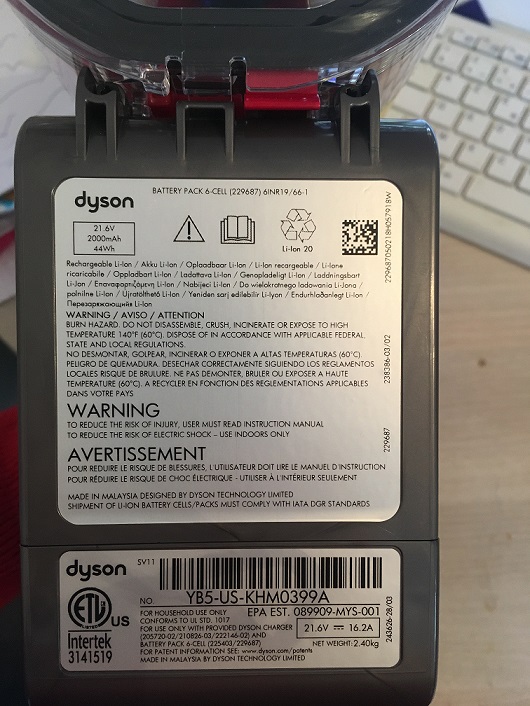 dyson
BATTERY PACK 6-CELL (229687) 6INR19/66-1
21.6V
2000mAh
44Wh
Li-Ion 20
Rechargeable Li-Ion / Akku Li-Ion / Oplaadbaar Li-Ion / Li-Ion recargable / Li-Ione
ricaricabile / Oppladbart Li-Ion / Ladattava Li-Ion / Genopladeligt Li-Ion / Laddningsbart
Li-Jon / Επαναφορτιζόμενη Li-Ion / Nabíjecí Li-Ion / Do wielokrotnego ładowania Li-Jona /
polnilne Li-Ion / Újratölthető Li-Ion / Yeniden sarj edilebilir Li-Iyon / Endurhlaðanlegt Li-Ion /
Перезаряжающийя Li-Ion
WARNING / AVISO / ATTENTION
BURN HAZARD. DO NOT DISASSEMBLE, CRUSH, INCINERATE OR EXPOSE TO HIGH
TEMPERATURE 140°F (60°C). DISPOSE OF IN ACCORDANCE WITH APPLICABLE FEDERAL.
STATE AND LOCAL REGULATIONS.
NO DESMONTAR, GOLPEAR, INCINERAR O EXPONER A ALTAS TEMPERATURAS (60°C).
PELIGRO DE QUEMADURA. DESECHAR CORRECTAMENTE SIGUIENDO LOS REGLAMENTOS
LOCALES RISQUE DE BRULURE. NE PAS DEMONTER, BRULER OU EXPOSER A HAUTE
TEMPERATURE (60°C). A RECYCLER EN FONCTION DES REGLEMENTATIONS APPLICABLES
DANS VOTRE PAYS
WARNING
TO REDUCE THE RISK OF INJURY, USER MUST READ INSTRUCTION MANUAL
TO REDUCE THE RISK OF ELECTRIC SHOCK – USE INDOORS ONLY
AVERTISSEMENT
POUR RÉDUIRE LE RISQUE DE BLESSURES, L'UTILISATEUR DOIT LIRE LE MANUEL D'INSTRUCTION
POUR RÉDUIRE LE RISQUE DE CHOC ÉLECTRIQUE - UTILISER À L'INTÉRIEUR SEULEMENT
MADE IN MALAYSIA DESIGNED BY DYSON TECHNOLOGY LIMITED
SHIPMENT OF LI-ION BATTERY CELLS/PACKS MUST COMPLY WITH IATA DGR STANDARDS
238386-03/02
229687
dyson
SV11
NO
YB5-US-KHM0399A
ETL
US
Intertek
3141519
FOR HOUSEHOLD USE ONLY
CONFORMS TO UL STD. 1017
FOR USE ONLY WITH PROVIDED DYSON CHARGER
(205720-02/210826-03/222146-02) AND
BATTERY PACK 6-CELL (225403/229687)
FOR PATENT INFORMATION SEE: www.dyson.com/patents
MADE IN MALAYSIA BY DYSON TECHNOLOGY LIMITED
EPA EST. 089909-MYS-001
21.6V ⎓ 16.2A
NET WEIGHT: 2.40kg
243626-28/03